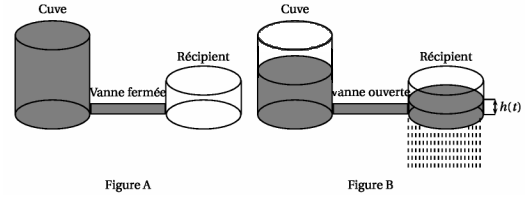 Cuve
Récipient
Vanne fermée
Figure A
Cuve
Récipient
vanne ouverte
h(t)
Figure B